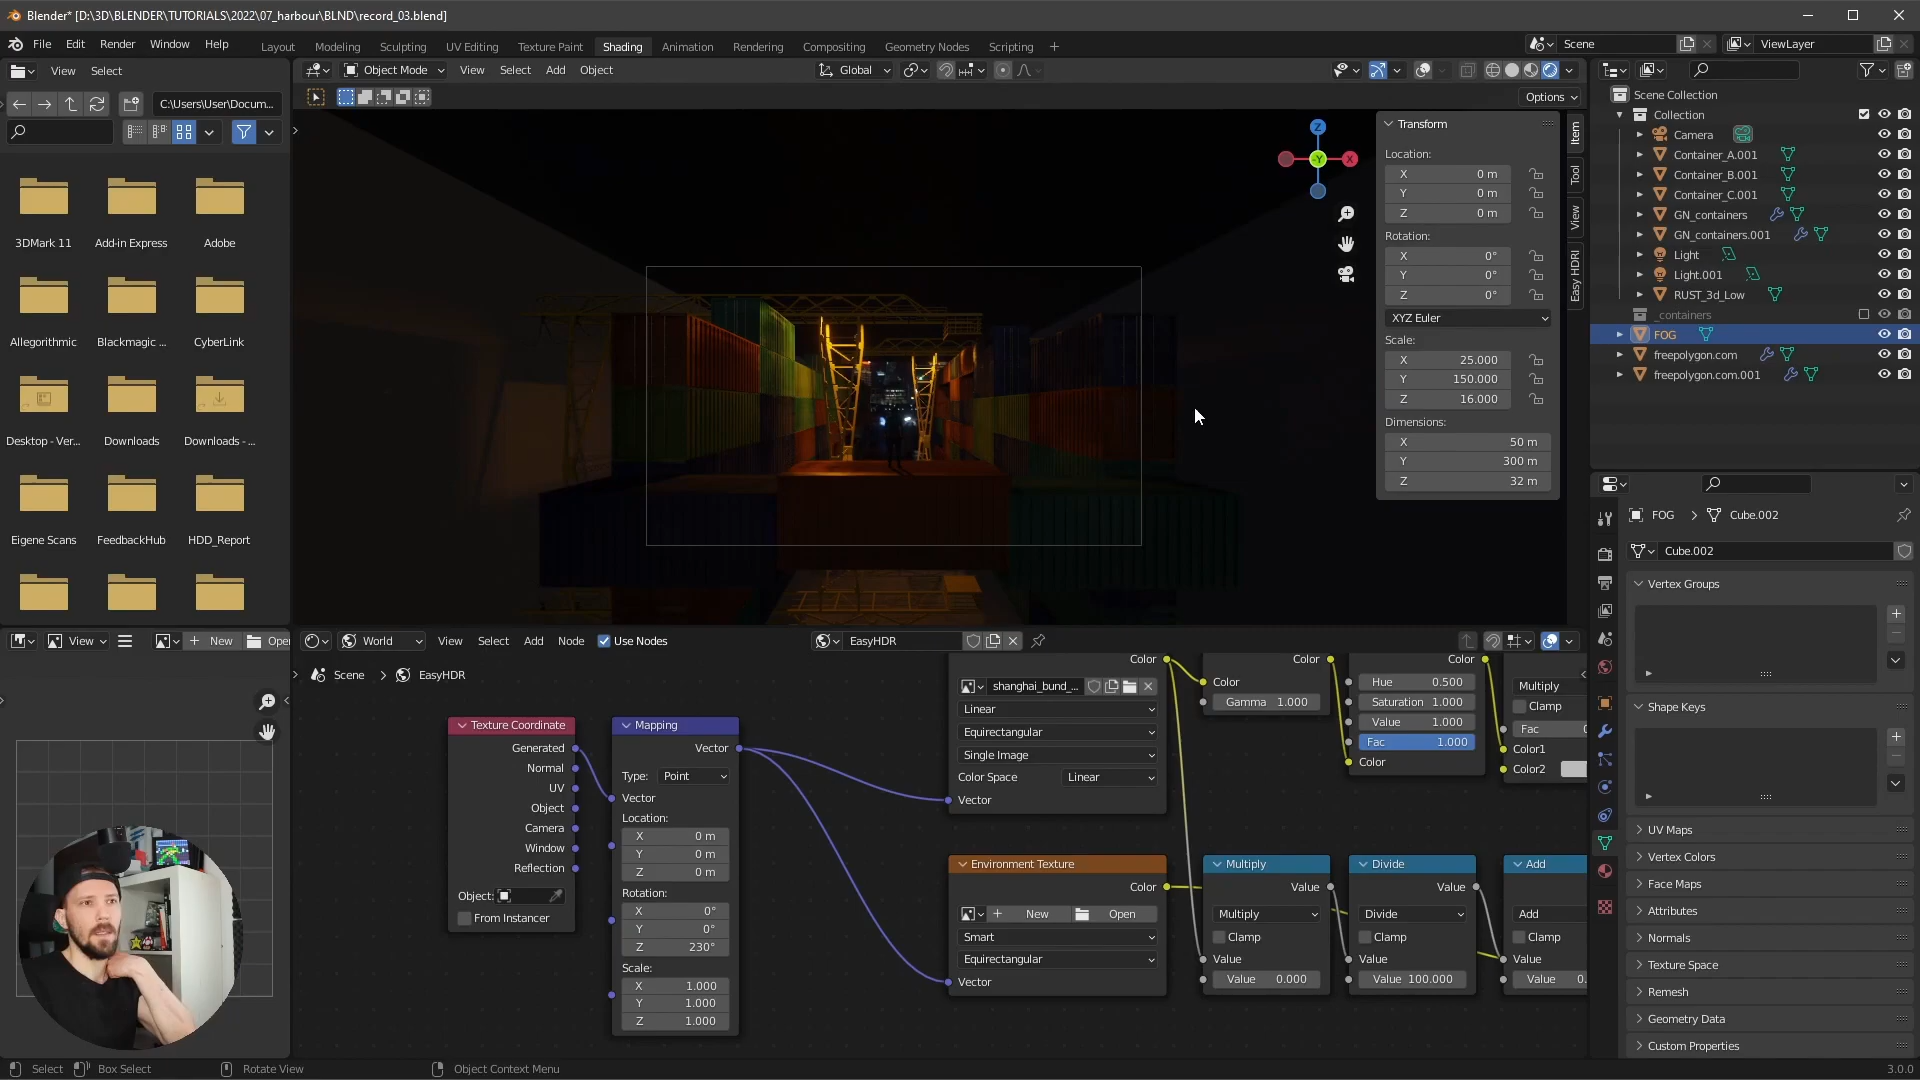 Blender* [D:\3D\BLENDER\TUTORIALS\2022\07_harbour\BLND\record_03.blend]
File Edit Render Window Help
Layout Modeling Sculpting UV Editing Texture Paint Shading Animation Rendering Compositing Geometry Nodes Scripting +
Scene
ViewLayer
View Select
C:\Users\User\Docum...
3DMark 11
Add-in Express
Adobe
Allegorithmic
Blackmagic ...
CyberLink
Desktop - Ver...
Downloads
Downloads - ...
Eigene Scans
FeedbackHub
HDD_Report
Object Mode View Select Add Object
Global
Options
Z
-Y
X
Transform
Location:
X 0 m
Y 0 m
Z 0 m
Rotation:
X 0°
Y 0°
Z 0°
XYZ Euler
Scale:
X 25.000
Y 150.000
Z 16.000
Dimensions:
X 50 m
Y 300 m
Z 32 m
Item
Tool
View
Easy HDRI
Scene Collection
Collection
Camera
Container_A.001
Container_B.001
Container_C.001
GN_containers
GN_containers.001
Light
Light.001
RUST_3d_Low
_containers
FOG
freepolygon.com
freepolygon.com.001
FOG > Cube.002
Cube.002
Vertex Groups
Shape Keys
UV Maps
Vertex Colors
Face Maps
Attributes
Normals
Texture Space
Remesh
Geometry Data
Custom Properties
View
New
Ope
World View Select Add Node Use Nodes
EasyHDR
Scene > EasyHDR
Texture Coordinate
Generated
Normal
UV
Object
Camera
Window
Reflection
Object:
From Instancer
Mapping
Vector
Type: Point
Vector
Location:
X 0 m
Y 0 m
Z 0 m
Rotation:
X 0°
Y 0°
Z 230°
Scale:
X 1.000
Y 1.000
Z 1.000
Color
shanghai_bund_...
Linear
Equirectangular
Single Image
Color Space Linear
Vector
Color
Color
Gamma 1.000
Color
Hue 0.500
Saturation 1.000
Value 1.000
Fac 1.000
Color
Multiply
Clamp
Fac
Color1
Color2
Environment Texture
Color
New Open
Smart
Equirectangular
Vector
Multiply
Value
Multiply
Clamp
Value
Value 0.000
Divide
Value
Divide
Clamp
Value
Value 100.000
Add
Add
Clamp
Value
Value 0.
Select Box Select Rotate View Object Context Menu
3.0.0